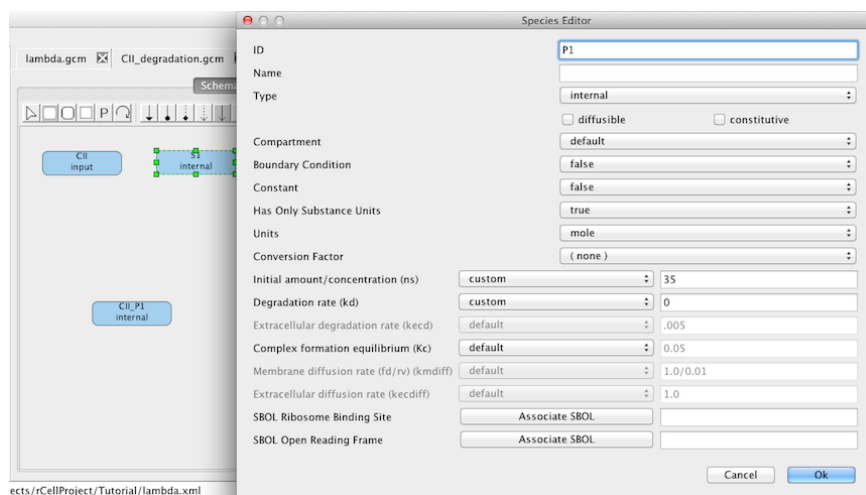 Species Editor
lambda.gcm
CII_degradation.gcm
Schema
P
CII
input
S1
internal
CII_P1
internal
ects/rCellProject/Tutorial/lambda.xml
ID P1
Name
Type internal
diffusible constitutive
Compartment default
Boundary Condition false
Constant false
Has Only Substance Units true
Units mole
Conversion Factor ( none )
Initial amount/concentration (ns) custom 35
Degradation rate (kd) custom 0
Extracellular degradation rate (kecd) default .005
Complex formation equilibrium (Kc) default 0.05
Membrane diffusion rate (fd/rv) (kmdiff) default 1.0/0.01
Extracellular diffusion rate (kecdiff) default 1.0
SBOL Ribosome Binding Site Associate SBOL
SBOL Open Reading Frame Associate SBOL
Cancel Ok